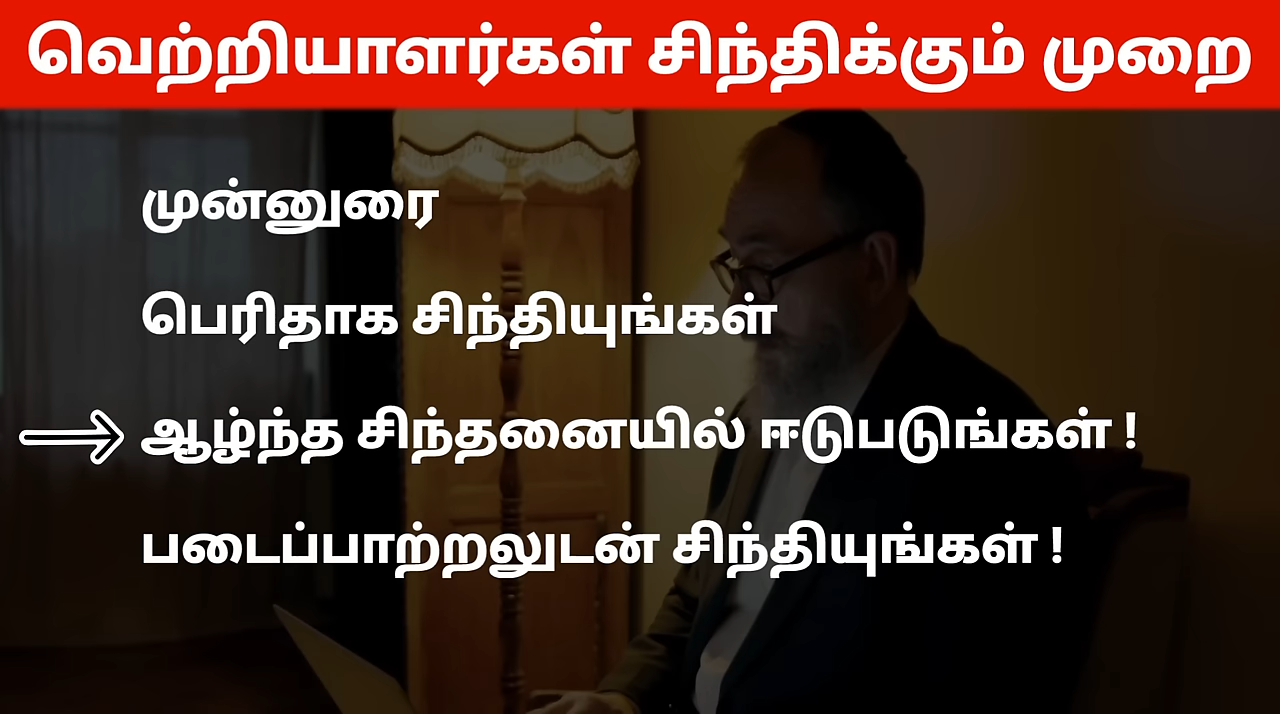 வெற்றியாளர்கள் சிந்திக்கும் முறை
முன்னுரை
பெரிதாக சிந்தியுங்கள்
ஆழ்ந்த சிந்தனையில் ஈடுபடுங்கள் !
படைப்பாற்றலுடன் சிந்தியுங்கள் !